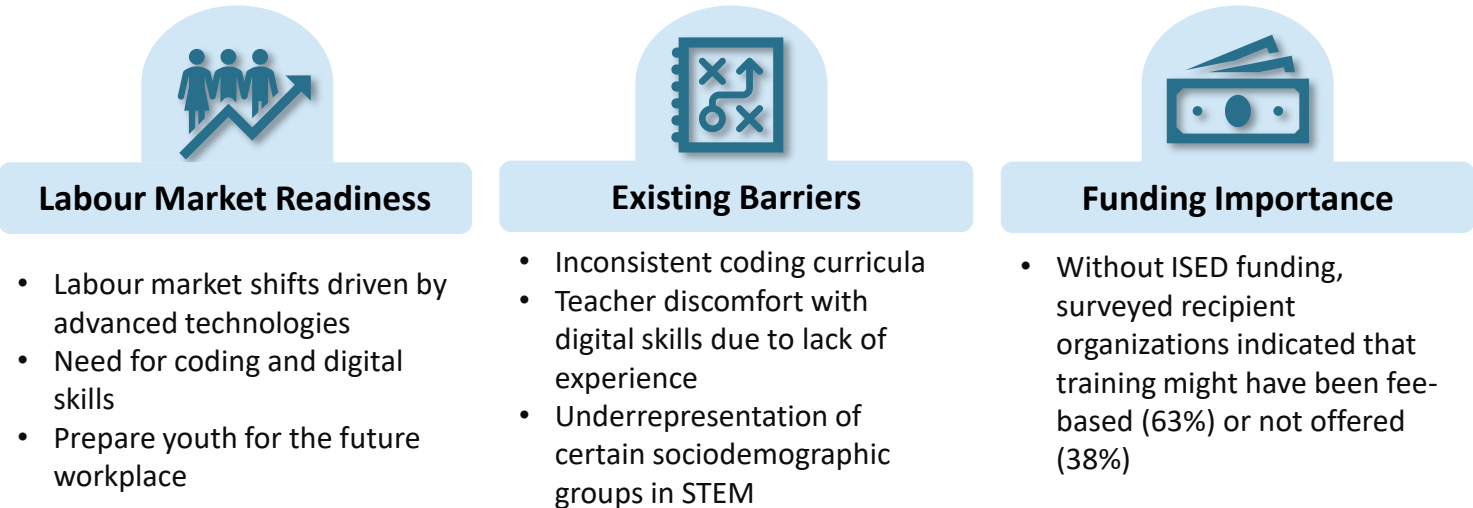 Labour Market Readiness
• Labour market shifts driven by
advanced technologies
• Need for coding and digital
skills
• Prepare youth for the future
workplace
Existing Barriers
• Inconsistent coding curricula
• Teacher discomfort with
digital skills due to lack of
experience
• Underrepresentation of
certain sociodemographic
groups in STEM
Funding Importance
• Without ISED funding,
surveyed recipient
organizations indicated that
training might have been fee-
based (63%) or not offered
(38%)